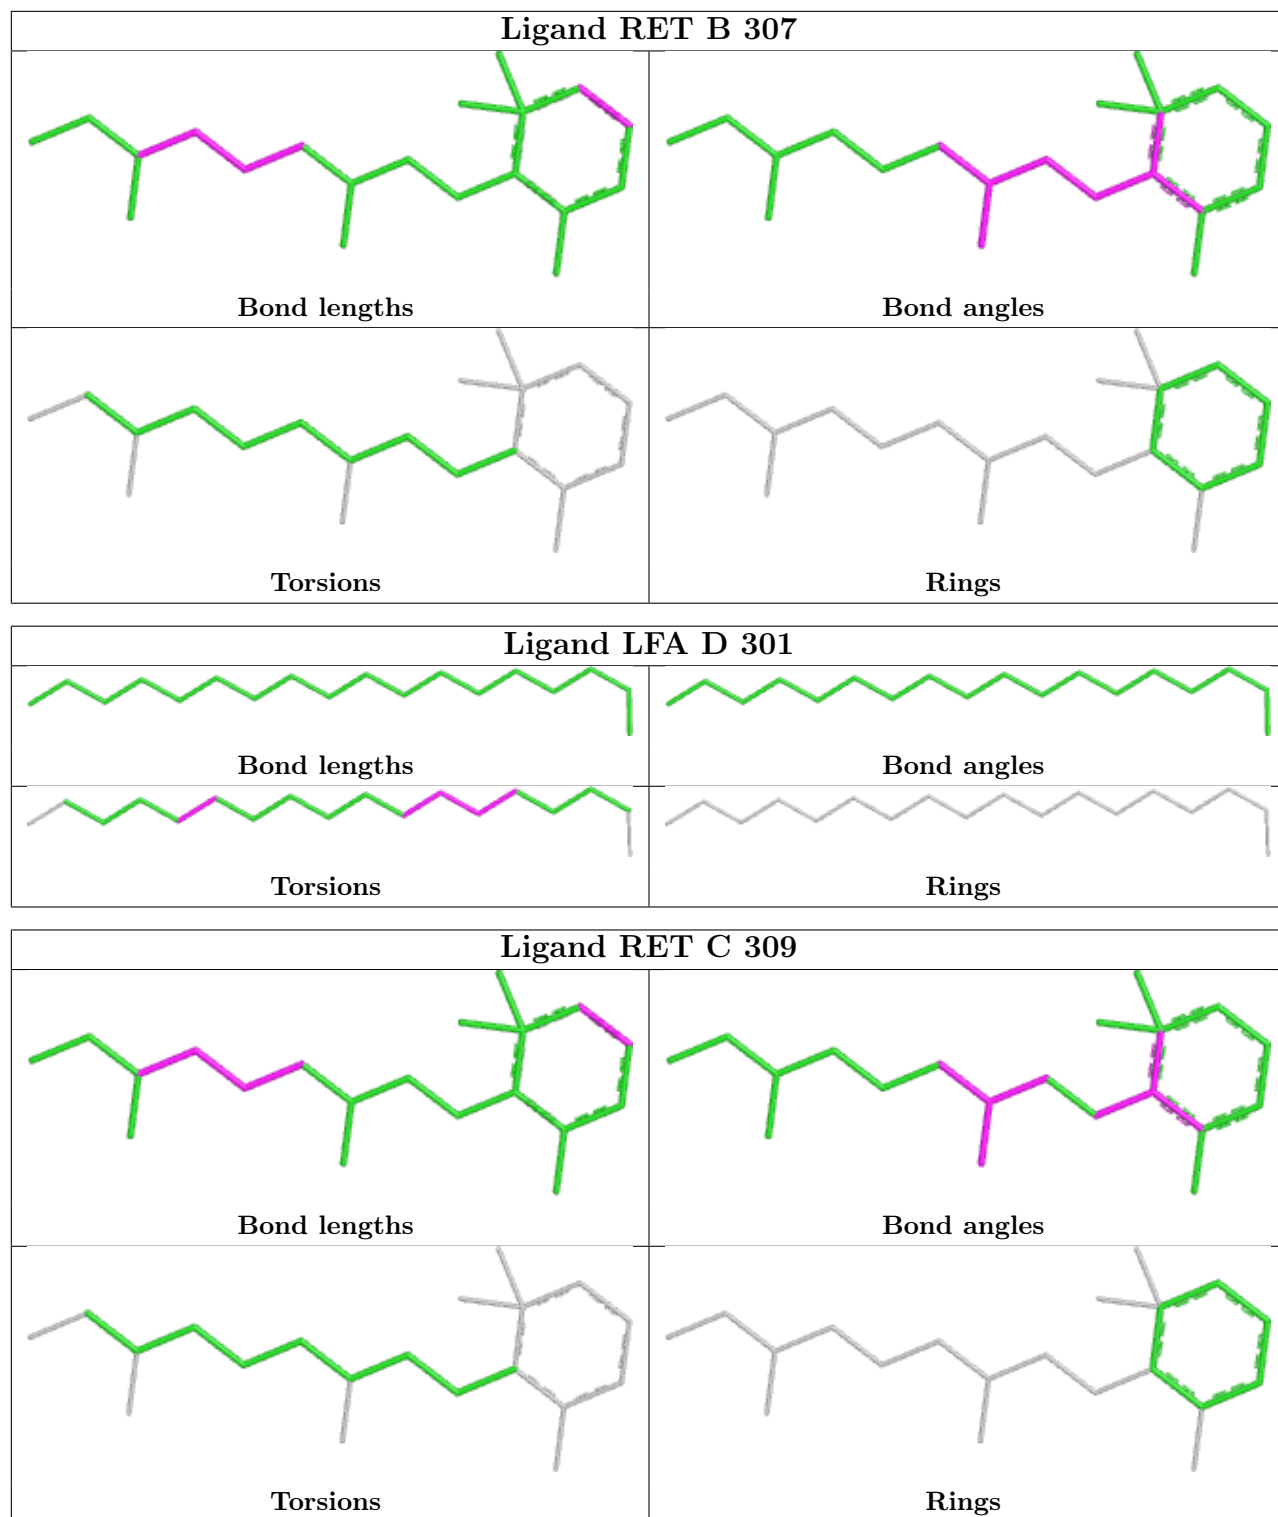 Ligand RET B 307
Bond lengths
Bond angles
Torsions
Rings
Ligand LFA D 301
Bond lengths
Bond angles
Torsions
Rings
Ligand RET C 309
Bond lengths
Bond angles
Torsions
Rings